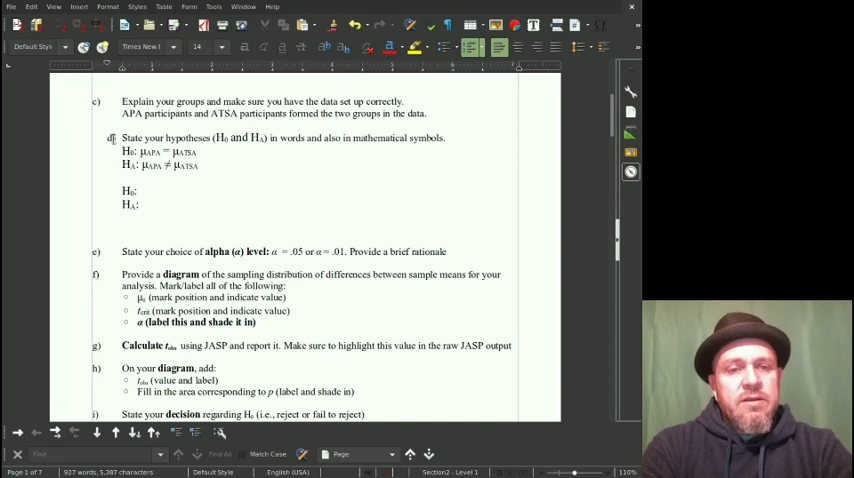 File Edit View Insert Format Styles Table Form Tools Window Help
Default Style Times New 14
1 2 3 4 5 6 7
c) Explain your groups and make sure you have the data set up correctly.
APA participants and ATSA participants formed the two groups in the data.
d) State your hypotheses (H0 and HA) in words and also in mathematical symbols.
H0: μAPA = μATSA
HA: μAPA ≠ μATSA
H0:
HA:
e) State your choice of alpha (α) level: α = .05 or α = .01. Provide a brief rationale
f) Provide a diagram of the sampling distribution of differences between sample means for your
analysis. Mark/label all of the following:
○ (mark position and indicate value)
○ tcrit (mark position and indicate value)
○ α (label this and shade it in)
g) Calculate tobs using JASP and report it. Make sure to highlight this value in the raw JASP output
h) On your diagram, add:
○ tobs (value and label)
○ Fill in the area corresponding to p (label and shade in)
i) State your decision regarding H0 (i.e., reject or fail to reject)
Find Find All Match Case Page
Page 1 of 7 927 words, 5,387 characters Default Style English (USA) Section2 : Level 1 110%